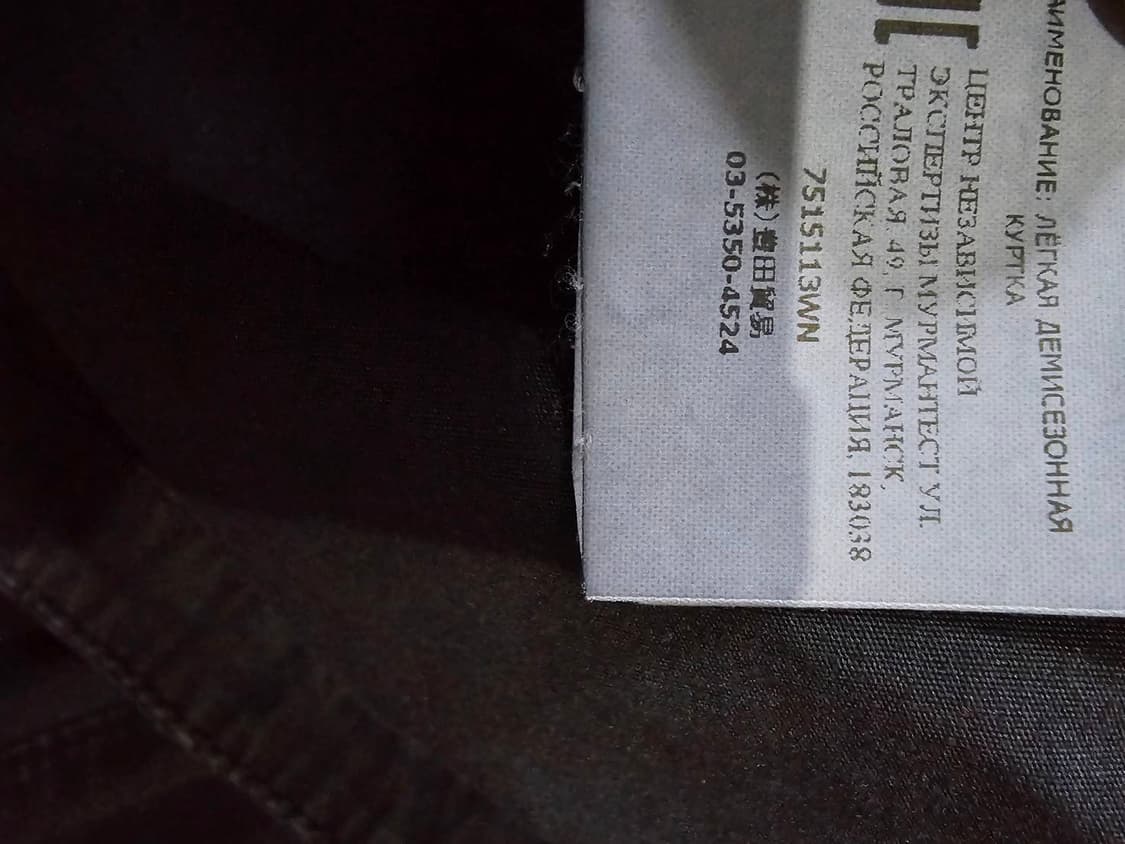 АИМЕНОВАНИЕ: ЛЁГКАЯ ДЕМИСЕЗОННАЯ
КУРТКА
ЦЕНТР НЕЗАВИСИМОЙ
ЭКСПЕРТИЗЫ МУРМАНТЕСТ УЛ.
ТРАЛОВАЯ 49, Г. МУРМАНСК,
РОССИЙСКАЯ ФЕДЕРАЦИЯ, 183038
7515113WN
(株)豊田貿易
03-5350-4524